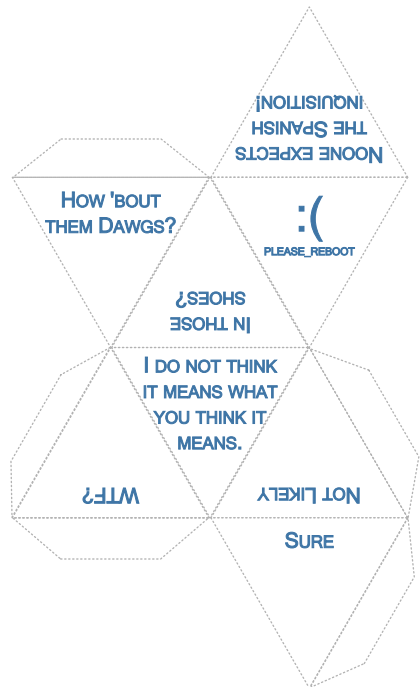 NOONE EXPECTS
THE SPANISH
INQUISITION!
HOW 'BOUT
THEM DAWGS?
:(
PLEASE_REBOOT
IN THOSE
SHOES?
I DO NOT THINK
IT MEANS WHAT
YOU THINK IT
MEANS.
WTF?
NOT LIKELY
SURE